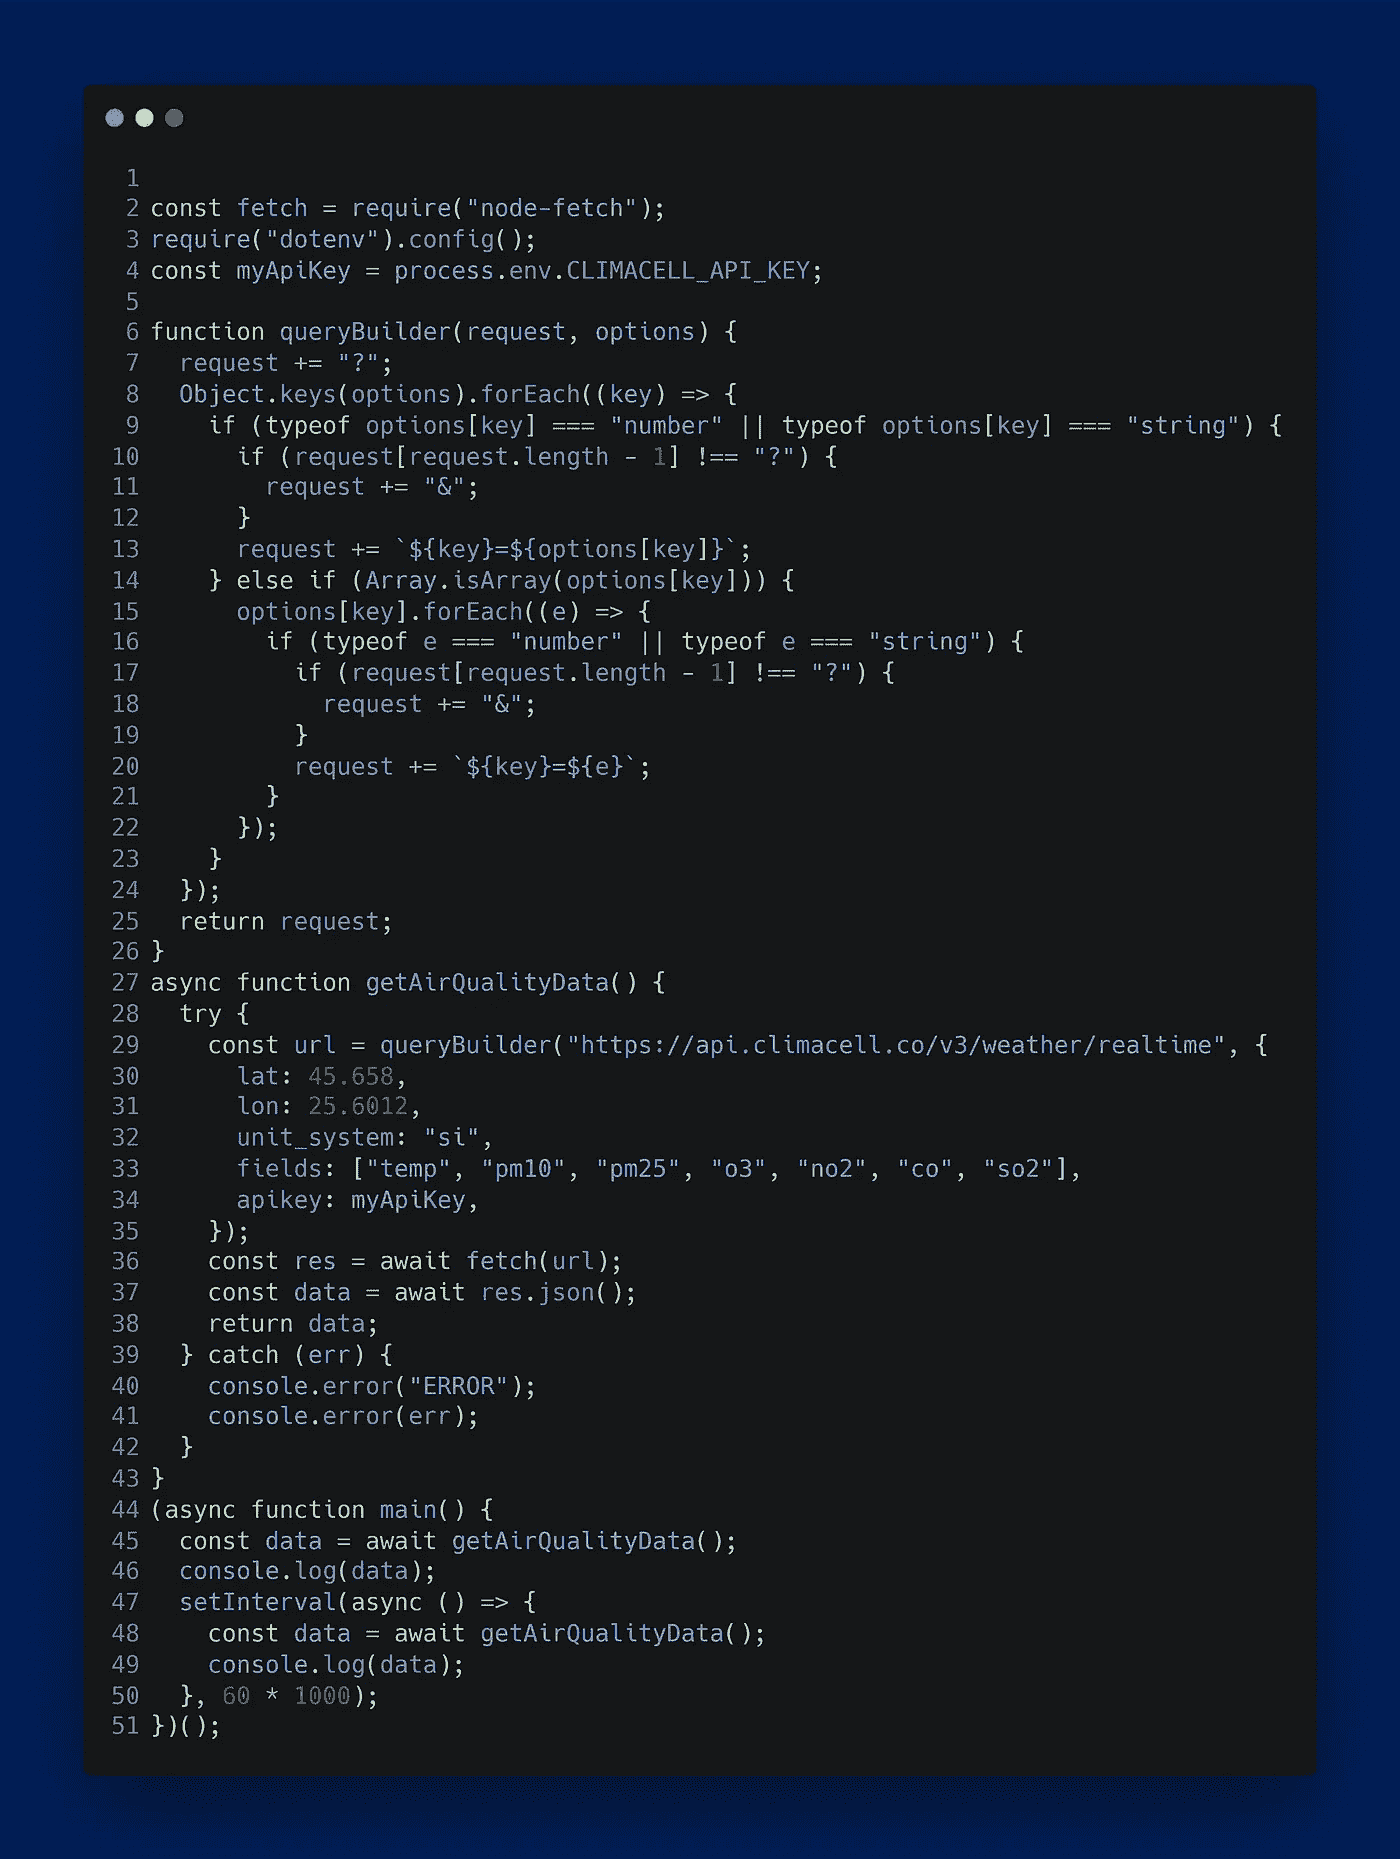 1
2 const fetch = require("node-fetch");
3 require("dotenv").config();
4 const myApiKey = process.env.CLIMACELL_API_KEY;
5
6 function queryBuilder(request, options) {
7   request += "?";
8   Object.keys(options).forEach((key) => {
9     if (typeof options[key] === "number" || typeof options[key] === "string") {
10       if (request[request.length - 1] !== "?") {
11         request += "&";
12       }
13       request += `${key}=${options[key]}`;
14     } else if (Array.isArray(options[key])) {
15       options[key].forEach((e) => {
16         if (typeof e === "number" || typeof e === "string") {
17           if (request[request.length - 1] !== "?") {
18             request += "&";
19           }
20           request += `${key}=${e}`;
21         }
22       });
23     }
24   });
25   return request;
26 }
27 async function getAirQualityData() {
28   try {
29     const url = queryBuilder("https://api.climacell.co/v3/weather/realtime", {
30       lat: 45.658,
31       lon: 25.6012,
32       unit_system: "si",
33       fields: ["temp", "pm10", "pm25", "o3", "no2", "co", "so2"],
34       apikey: myApiKey,
35     });
36     const res = await fetch(url);
37     const data = await res.json();
38     return data;
39   } catch (err) {
40     console.error("ERROR");
41     console.error(err);
42   }
43 }
44 (async function main() {
45   const data = await getAirQualityData();
46   console.log(data);
47   setInterval(async () => {
48     const data = await getAirQualityData();
49     console.log(data);
50   }, 60 * 1000);
51 })();